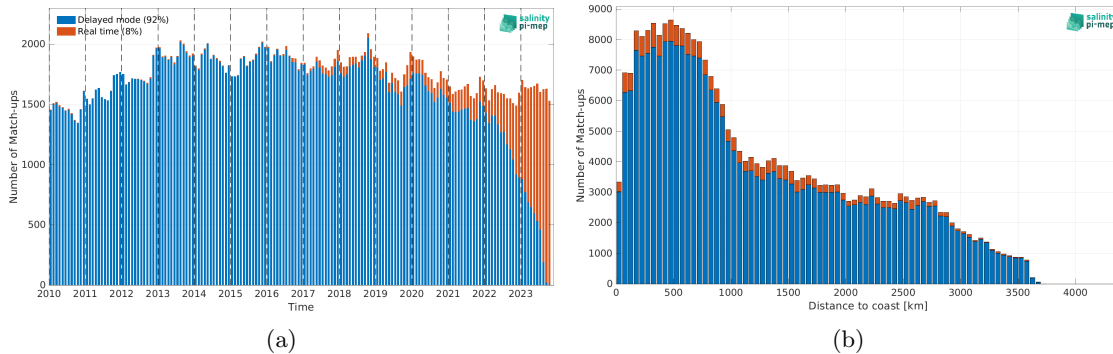 Delayed mode (92%)
Real time (8%)
salinity
pi-mep
2000
1500
1000
500
0
Number of Match-ups
2010 2011 2012 2013 2014 2015 2016 2017 2018 2019 2020 2021 2022 2023
Time
(a)
salinity
pi-mep
9000
8000
7000
6000
5000
4000
3000
2000
1000
0
Number of Match-ups
0 500 1000 1500 2000 2500 3000 3500 4000
Distance to coast [km]
(b)